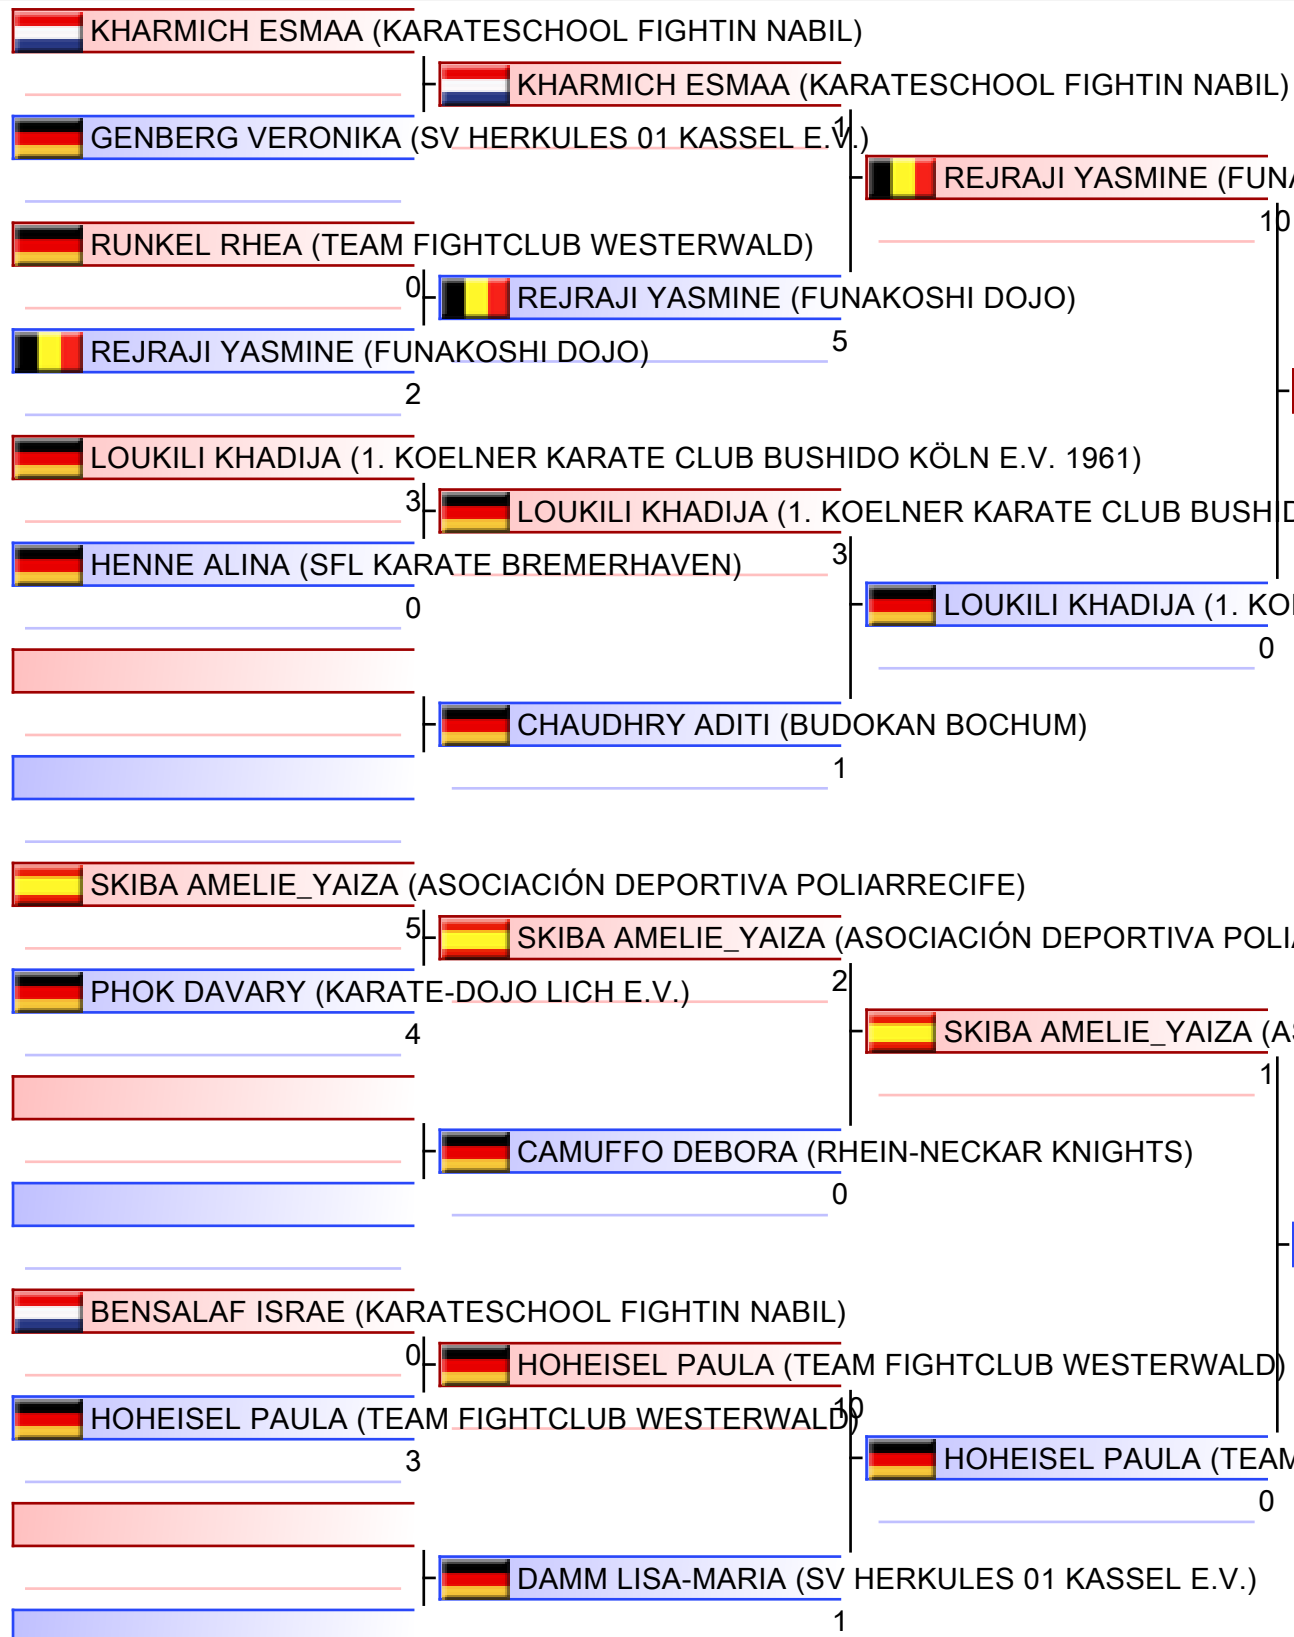 KHARMICH ESMAA (KARATESCHOOL FIGHTIN NABIL)
KHARMICH ESMAA (KARATESCHOOL FIGHTIN NABIL)
1
GENBERG VERONIKA (SV HERKULES 01 KASSEL E.V.)
REJRAJI YASMINE (FUNA
10
RUNKEL RHEA (TEAM FIGHTCLUB WESTERWALD)
0
REJRAJI YASMINE (FUNAKOSHI DOJO)
5
REJRAJI YASMINE (FUNAKOSHI DOJO)
2
LOUKILI KHADIJA (1. KOELNER KARATE CLUB BUSHIDO KÖLN E.V. 1961)
3
LOUKILI KHADIJA (1. KOELNER KARATE CLUB BUSHID
3
HENNE ALINA (SFL KARATE BREMERHAVEN)
0
LOUKILI KHADIJA (1. KOE
0
CHAUDHRY ADITI (BUDOKAN BOCHUM)
1
SKIBA AMELIE_YAIZA (ASOCIACIÓN DEPORTIVA POLIARRECIFE)
5
SKIBA AMELIE_YAIZA (ASOCIACIÓN DEPORTIVA POLIA
2
PHOK DAVARY (KARATE-DOJO LICH E.V.)
4
SKIBA AMELIE_YAIZA (AS
1
CAMUFFO DEBORA (RHEIN-NECKAR KNIGHTS)
0
BENSALAF ISRAE (KARATESCHOOL FIGHTIN NABIL)
0
HOHEISEL PAULA (TEAM FIGHTCLUB WESTERWALD)
10
HOHEISEL PAULA (TEAM FIGHTCLUB WESTERWALD)
3
HOHEISEL PAULA (TEAM
0
DAMM LISA-MARIA (SV HERKULES 01 KASSEL E.V.)
1